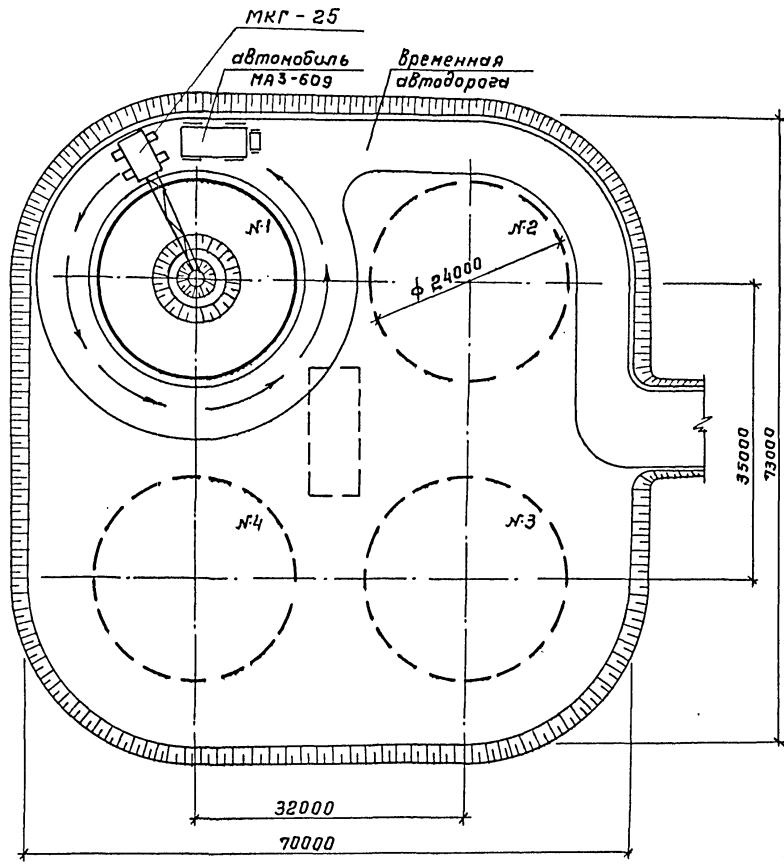 МКГ - 25
автомобиль
МАЗ-609
временная
автодорога
№1
№2
ф 24000
№4
№3
35000
73000
32000
70000